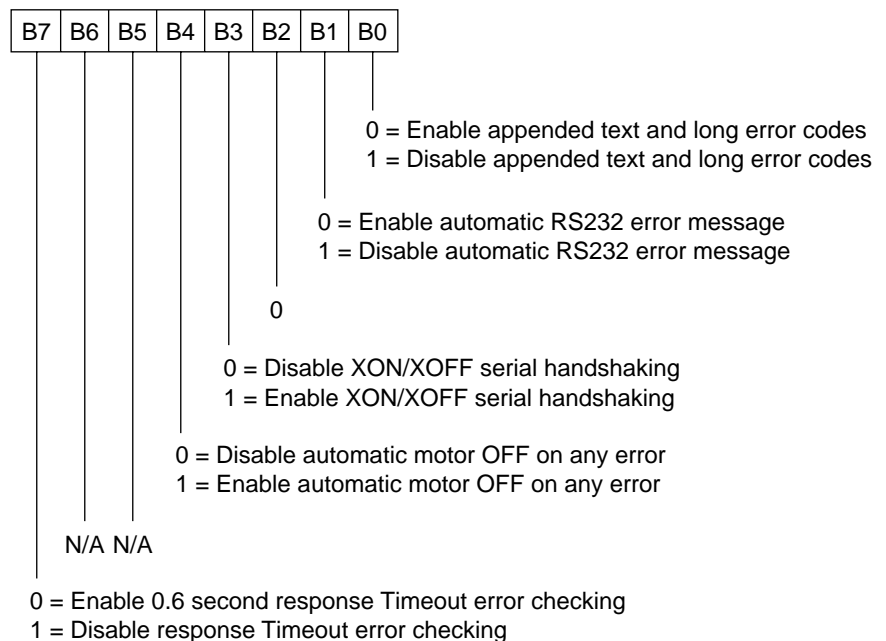 B7 B6 B5 B4 B3 B2 B1 B0
0 = Enable appended text and long error codes
1 = Disable appended text and long error codes
0 = Enable automatic RS232 error message
1 = Disable automatic RS232 error message
0
0 = Disable XON/XOFF serial handshaking
1 = Enable XON/XOFF serial handshaking
0 = Disable automatic motor OFF on any error
1 = Enable automatic motor OFF on any error
N/A N/A
0 = Enable 0.6 second response Timeout error checking
1 = Disable response Timeout error checking